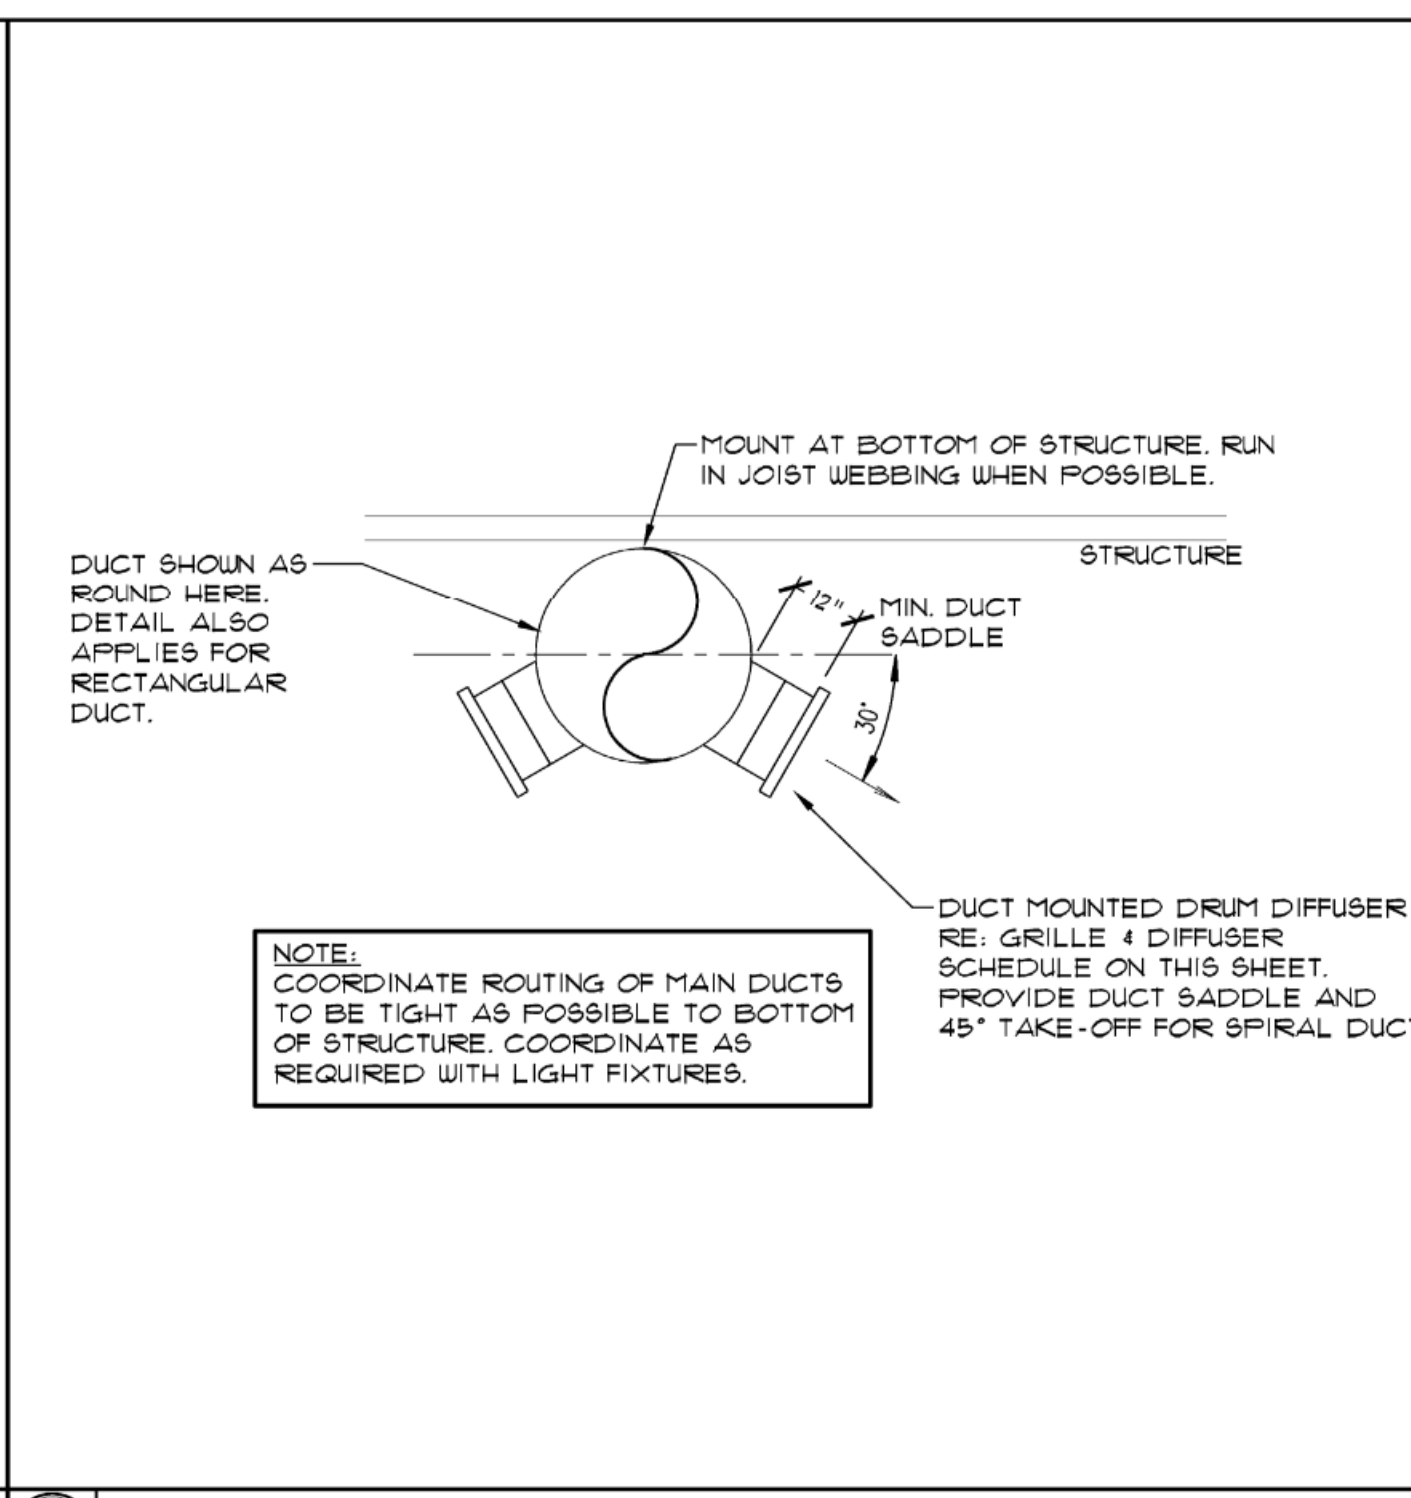 MOUNT AT BOTTOM OF STRUCTURE. RUN
IN JOIST WEBBING WHEN POSSIBLE.
STRUCTURE
DUCT SHOWN AS
ROUND HERE.
DETAIL ALSO
APPLIES FOR
RECTANGULAR
DUCT.
12"
MIN. DUCT
SADDLE
30°
DUCT MOUNTED DRUM DIFFUSER
RE: GRILLE & DIFFUSER
SCHEDULE ON THIS SHEET.
PROVIDE DUCT SADDLE AND
45° TAKE-OFF FOR SPIRAL DUCT
NOTE:
COORDINATE ROUTING OF MAIN DUCTS
TO BE TIGHT AS POSSIBLE TO BOTTOM
OF STRUCTURE. COORDINATE AS
REQUIRED WITH LIGHT FIXTURES.